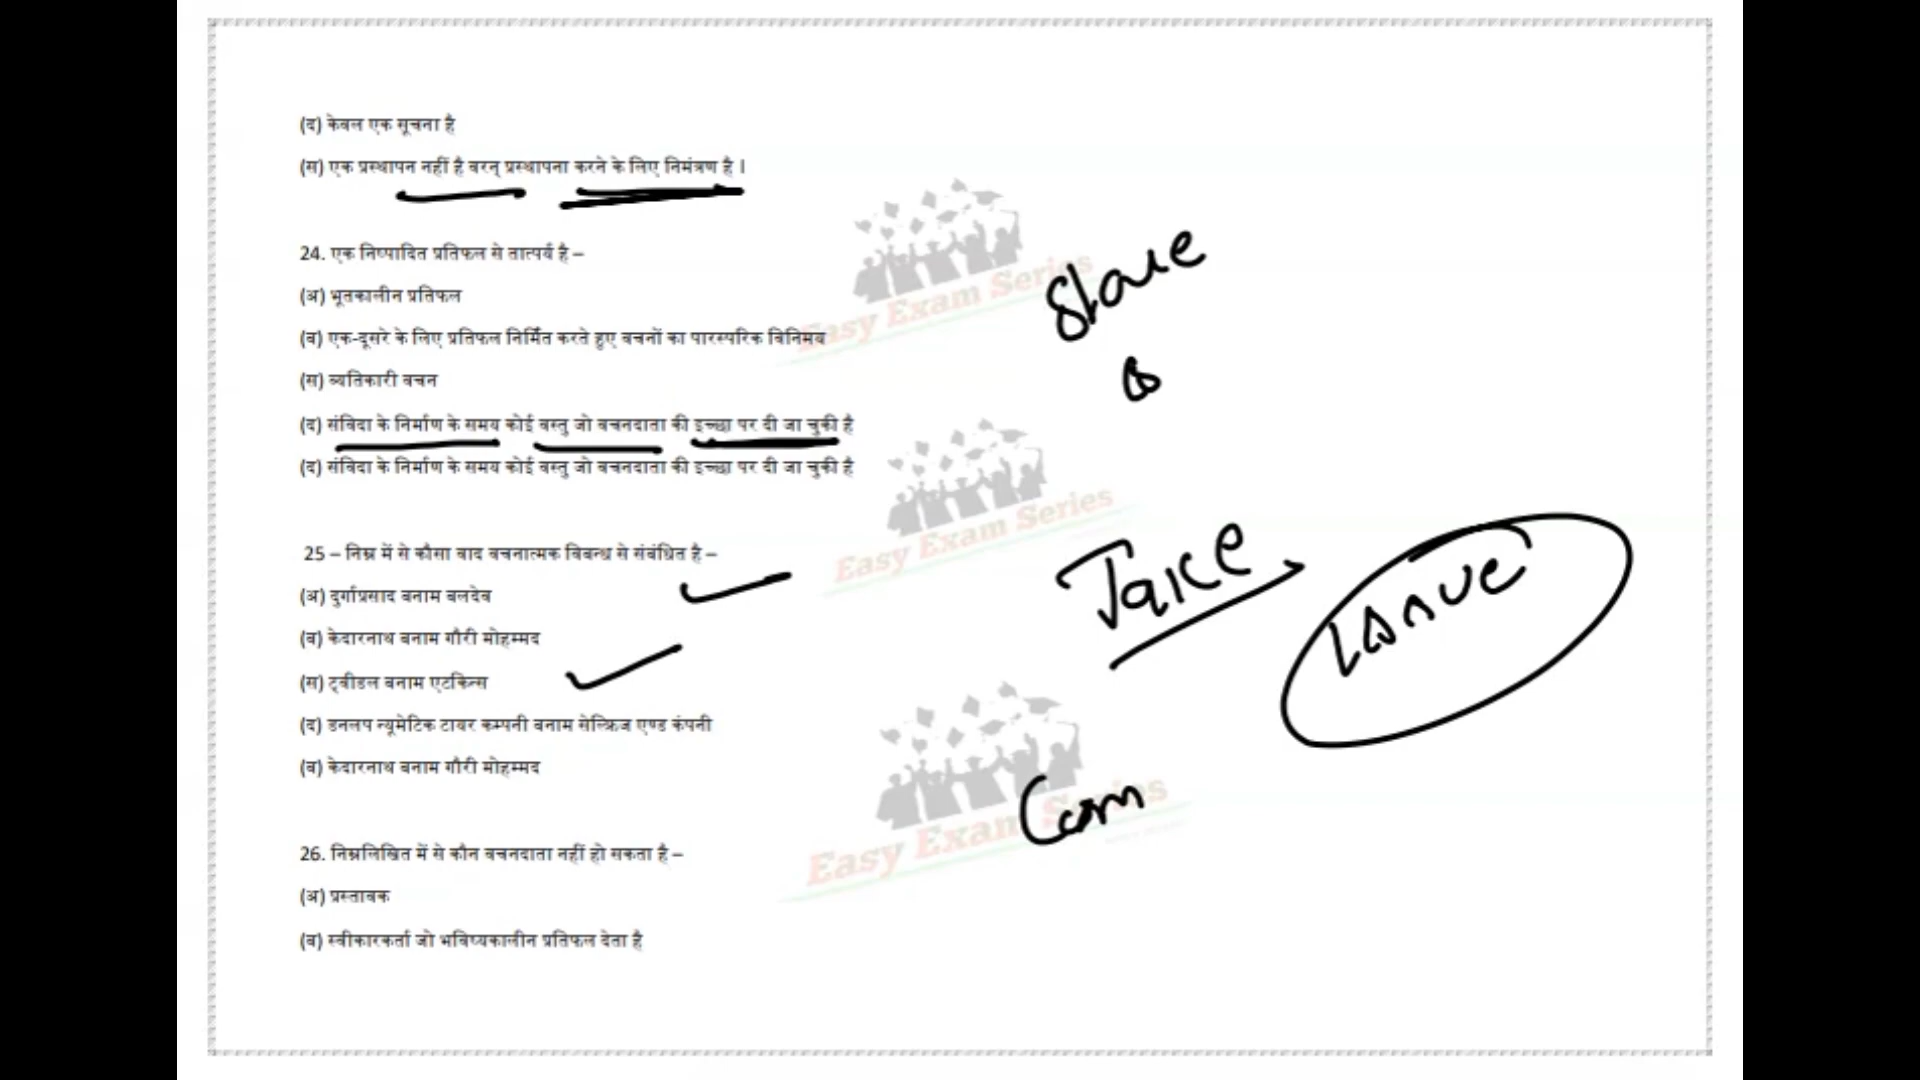 (द) केवल एक सूचना है
(स) एक प्रस्थापन नहीं है वरन् प्रस्थापना करने के लिए निमंत्रण है ।
24. एक निष्पादित प्रतिफल से तात्पर्य है –
(अ) भूतकालीन प्रतिफल
(ब) एक-दूसरे के लिए प्रतिफल निर्मित करते हुए वचनों का पारस्परिक विनिमय
(स) व्यतिकारी वचन
(द) संविदा के निर्माण के समय कोई वस्तु जो वचनदाता की इच्छा पर दी जा चुकी है
(द) संविदा के निर्माण के समय कोई वस्तु जो वचनदाता की इच्छा पर दी जा चुकी है
25 – निम्न में से कौसा वाद वचनात्मक विबन्ध से संबंधित है –
(अ) दुर्गाप्रसाद बनाम बलदेव
(ब) केदारनाथ बनाम गौरी मोहम्मद
(स) ट्वीडल बनाम एटकिन्स
(द) डनलप न्यूमेटिक टायर कम्पनी बनाम सेल्फ्रिज एण्ड कंपनी
(ब) केदारनाथ बनाम गौरी मोहम्मद
26. निम्नलिखित में से कौन वचनदाता नहीं हो सकता है –
(अ) प्रस्तावक
(ब) स्वीकारकर्ता जो भविष्यकालीन प्रतिफल देता है
Easy Exam Series
Easy Exam Series
Easy Exam Series
Take
Com